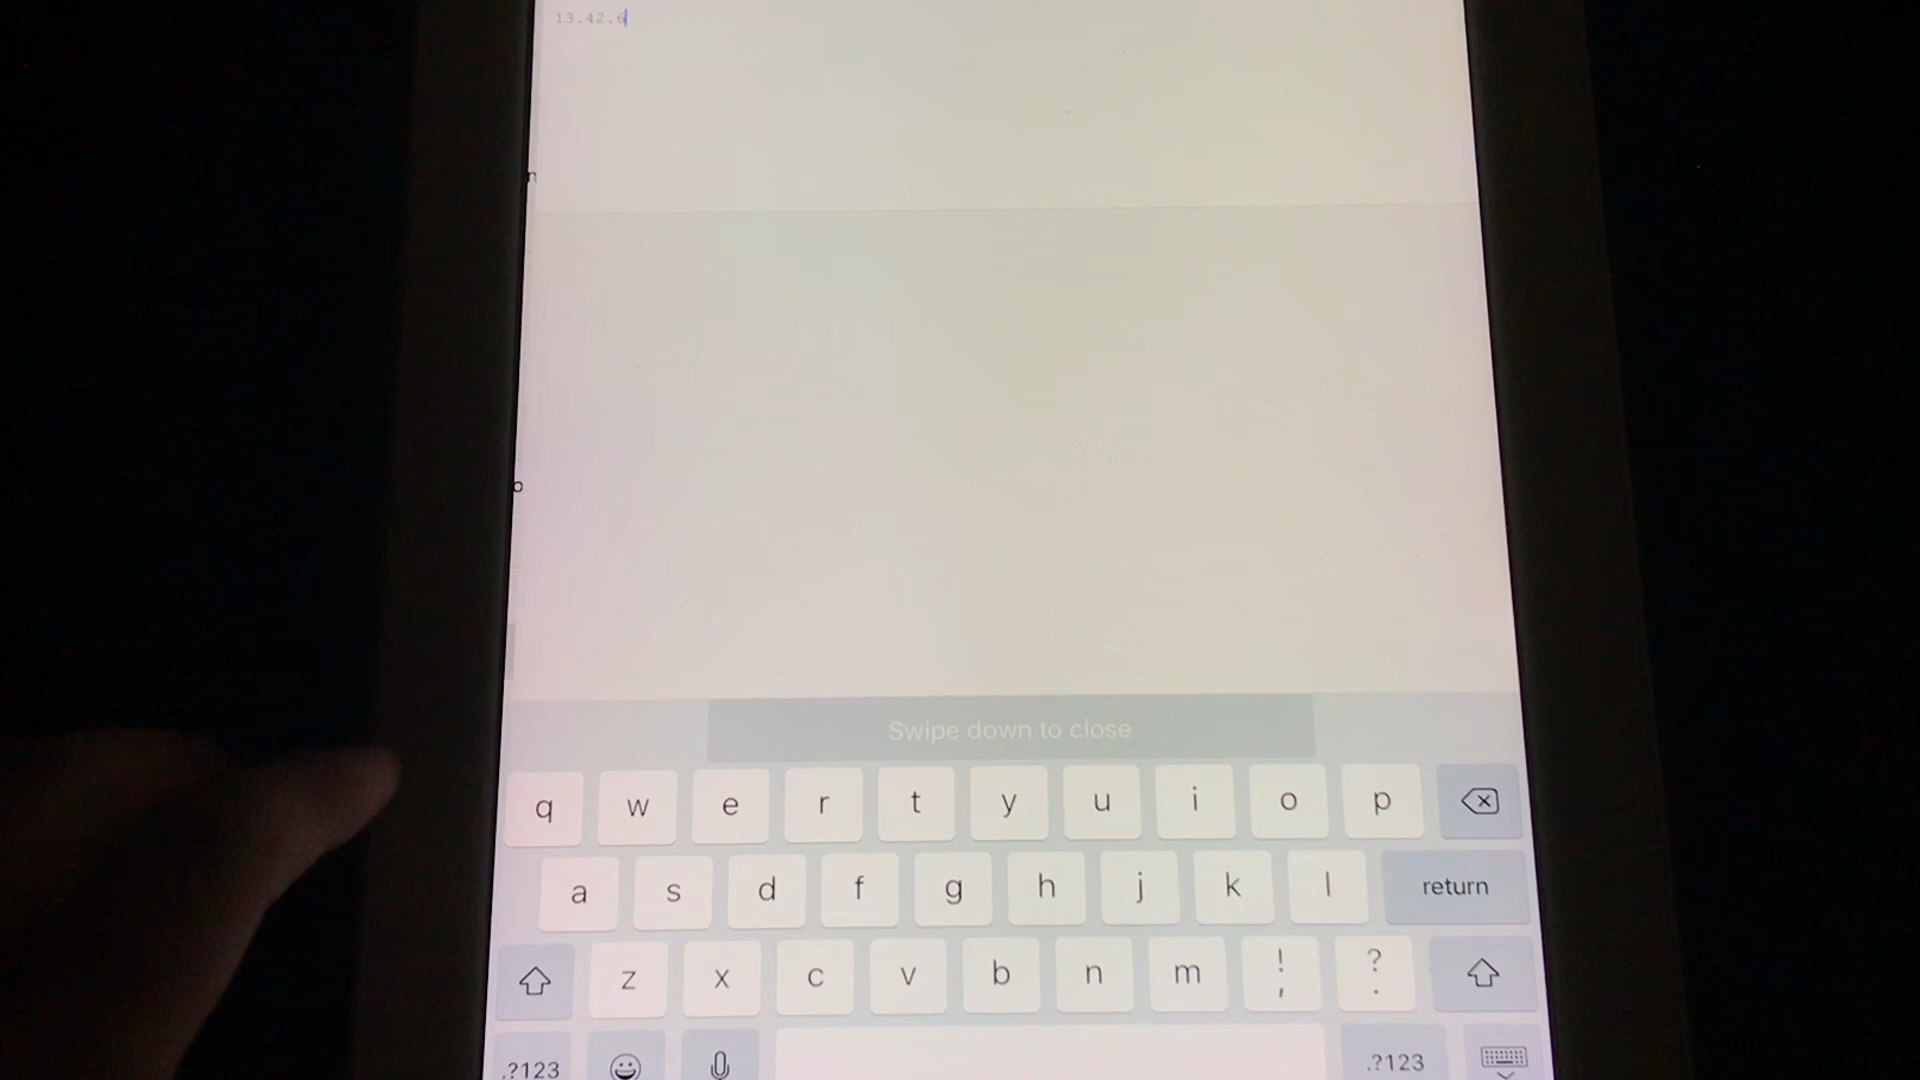 13.42.6
n
o
Swipe down to close
q w e r t y u i o p
a s d f g h j k l return
z x c v b n m ! , ? .
.?123 .?123